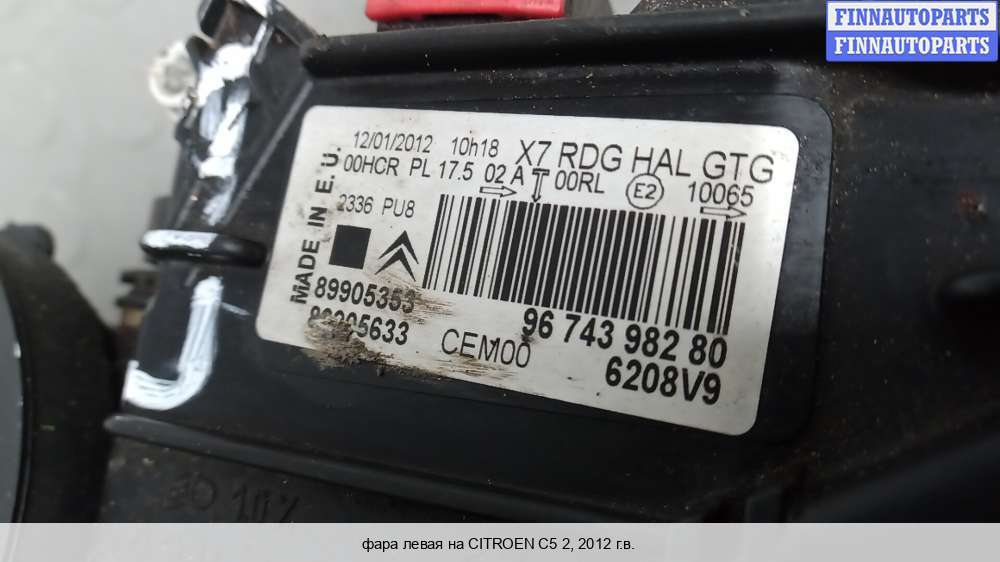 FINNAUTOPARTS
FINNAUTOPARTS
12/01/2012 10h18 X7 RDG HAL GTG
00HCR PL 17.5 02 A T 00RL E2 10065
2336 PU8
MADE IN E. U.
89905353
CEM00
96 743 982 80
6208V9
фара левая на CITROEN C5 2, 2012 г.в.